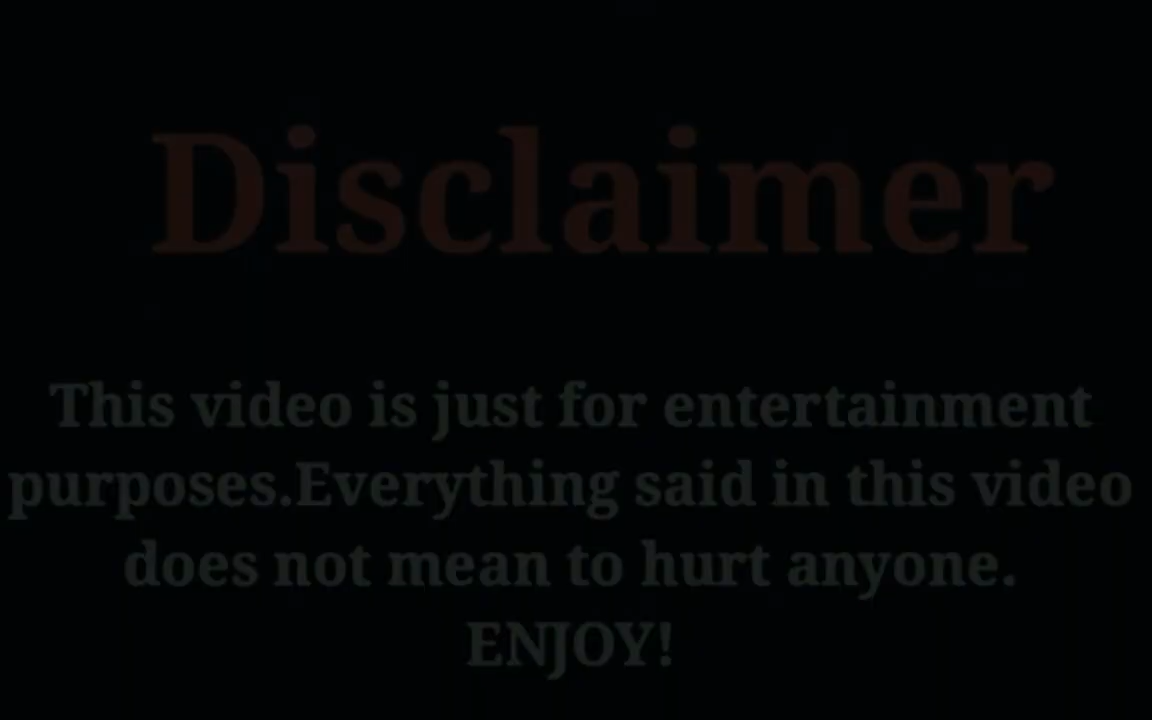 Disclaimer
This video is just for entertainment
purposes.Everything said in this video
does not mean to hurt anyone.
ENJOY!